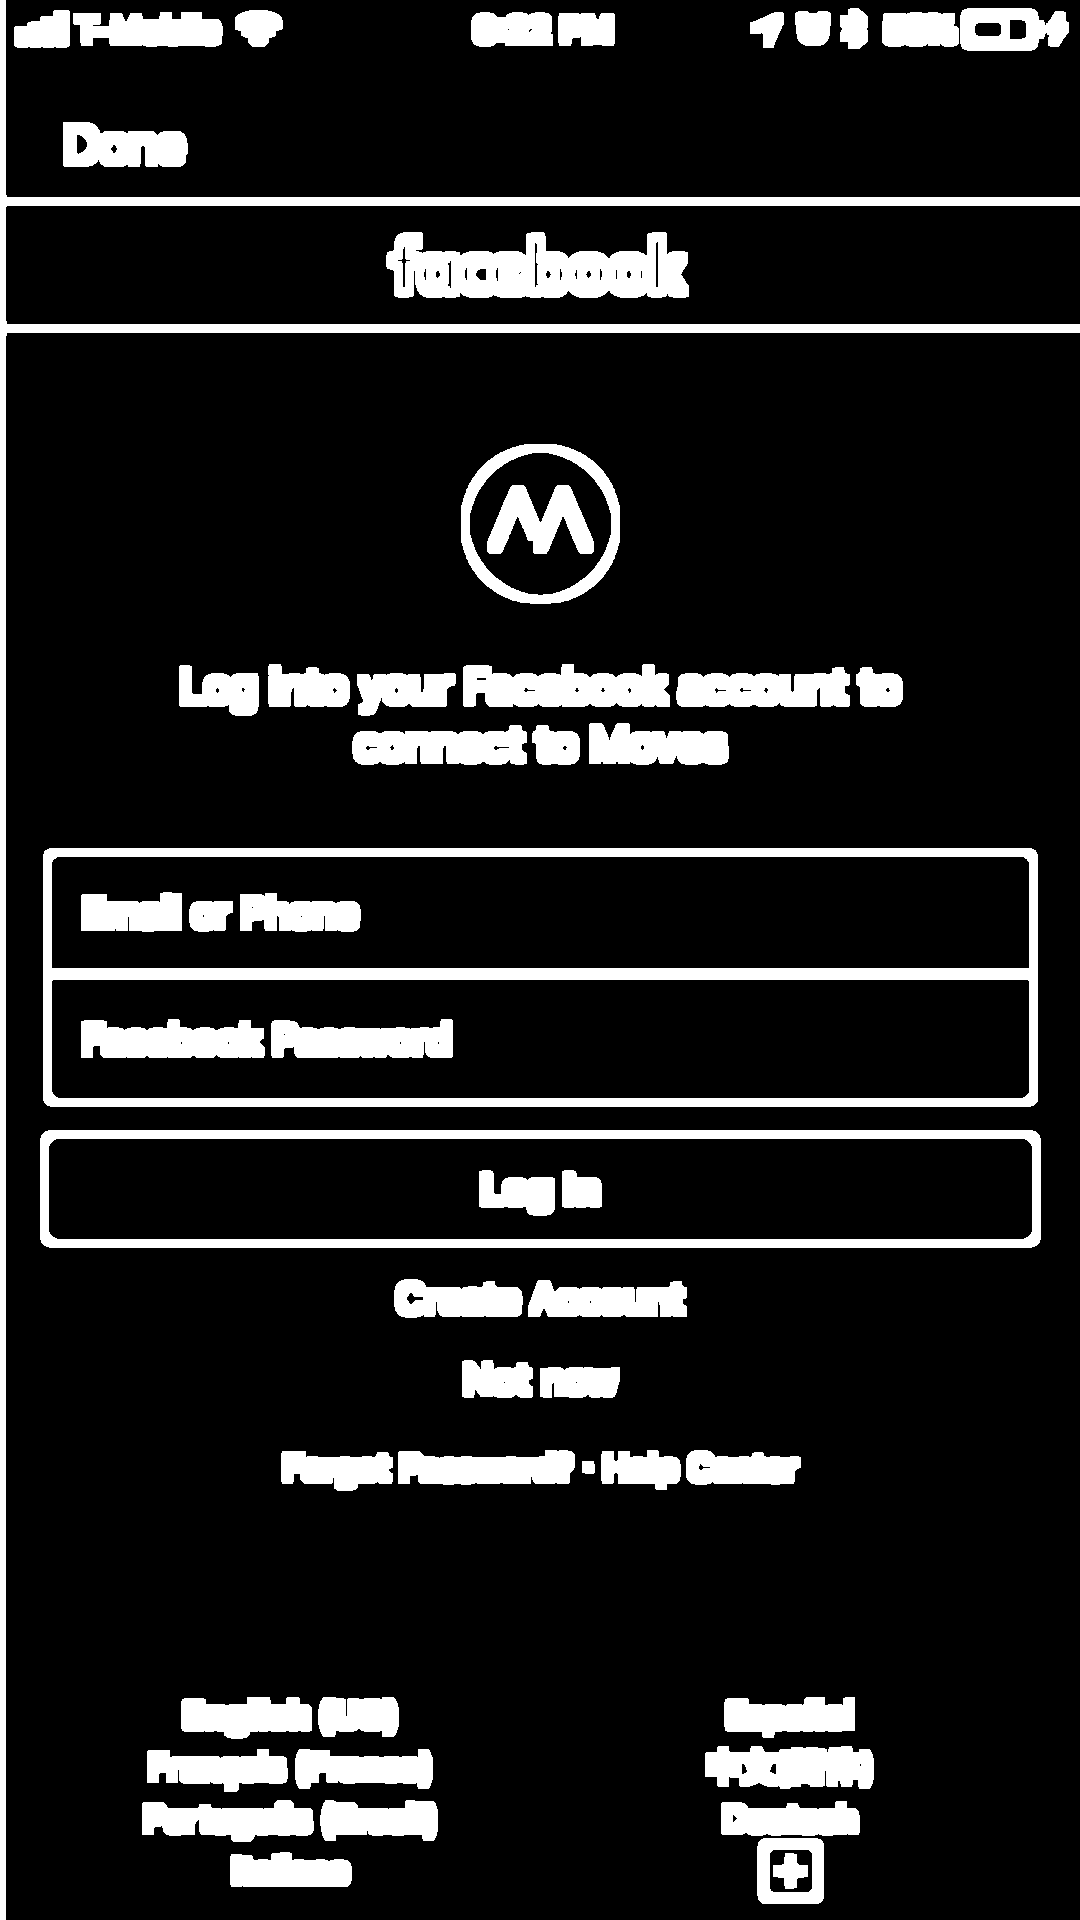 T-Mobile 9:22 PM
Done
facebook
Log into your Facebook account to
connect to Moves
Email or Phone
Facebook Password
Log In
Create Account
Not now
Forgot Password? · Help Center
English (US)
Español
Français (France)
中文(简体)
Português (Brasil)
Deutsch
Italiano